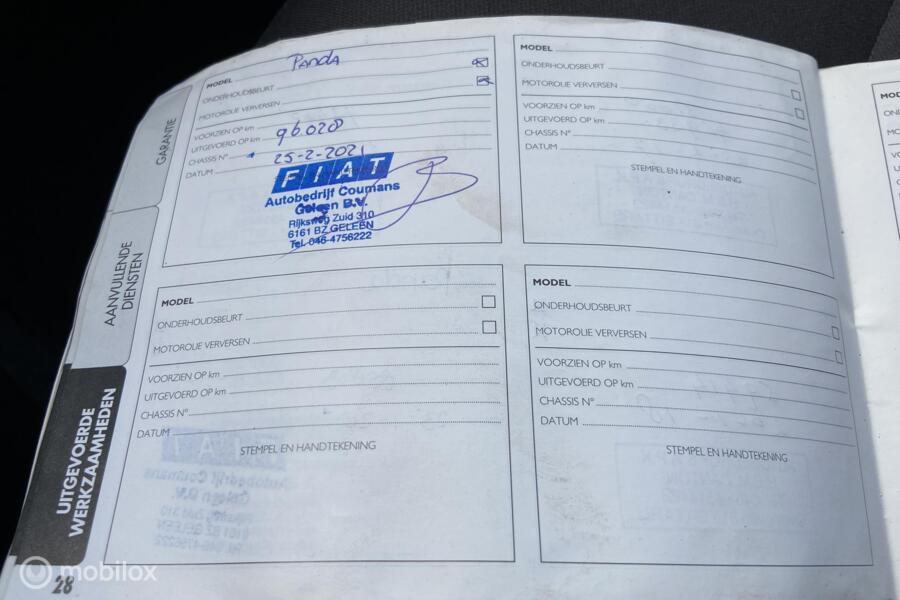 GARANTIE
AANVULLENDE
DIENSTEN
UITGEVOERDE
WERKZAAMHEDEN
MODEL Panda
ONDERHOUDSBEURT
MOTOROLIE VERVERSEN
VOORZIEN OP km
UITGEVOERD OP km 96028
CHASSIS N°
DATUM 25-2-2021
FIAT
Autobedrijf Coumans
Geleen B.V.
Rijksweg Zuid 310
6161 BZ GELEEN
Tel. 046-4756222
MODEL
ONDERHOUDSBEURT
MOTOROLIE VERVERSEN
VOORZIEN OP km
UITGEVOERD OP km
CHASSIS N°
DATUM
STEMPEL EN HANDTEKENING
MODEL
ONDERHOUDSBEURT
MOTOROLIE VERVERSEN
VOORZIEN OP km
UITGEVOERD OP km
CHASSIS N°
DATUM
STEMPEL EN HANDTEKENING
MODEL
ONDERHOUDSBEURT
MOTOROLIE VERVERSEN
VOORZIEN OP km
UITGEVOERD OP km
CHASSIS N°
DATUM
STEMPEL EN HANDTEKENING
28
mobilox